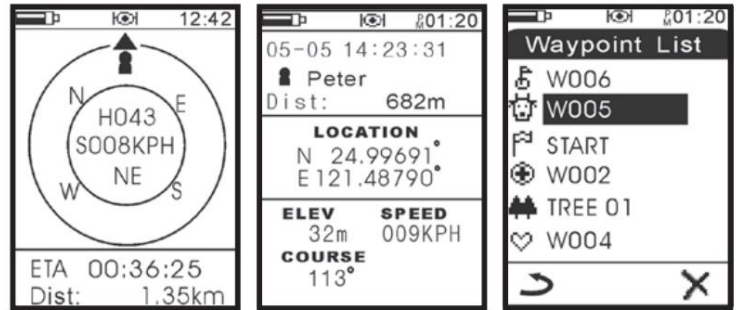 12:42
N
E
H043
S008KPH
NE
W
S
ETA 00:36:25
Dist: 1.35km
PM01:20
05-05 14:23:31
Peter
Dist: 682m
LOCATION
N 24.99691°
E121.48790°
ELEV SPEED
32m 009KPH
COURSE
113°
PM01:20
Waypoint List
W006
W005
START
W002
TREE 01
W004